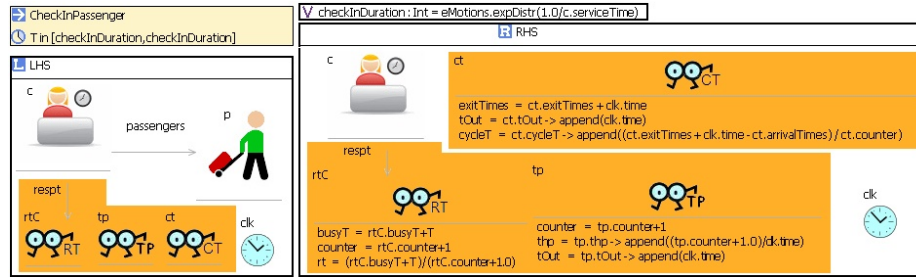 CheckInPassenger
T in [checkInDuration,checkInDuration]
L LHS
c
passengers
p
respt
rtC
tp
ct
clk
RT
TP
CT
checkInDuration : Int = eMotions.expDistr(1.0/c.serviceTime)
R RHS
c
ct
CT
exitTimes = ct.exitTimes + clk.time
tOut = ct.tOut -> append(clk.time)
cycleT = ct.cycleT -> append((ct.exitTimes + clk.time - ct.arrivalTimes) / ct.counter)
respt
rtC
RT
busyT = rtC.busyT+T
counter = rtC.counter+1
rt = (rtC.busyT+T)/(rtC.counter+1.0)
tp
TP
counter = tp.counter+1
thp = tp.thp -> append((tp.counter+1.0)/clk.time)
tOut = tp.tOut -> append(clk.time)
clk